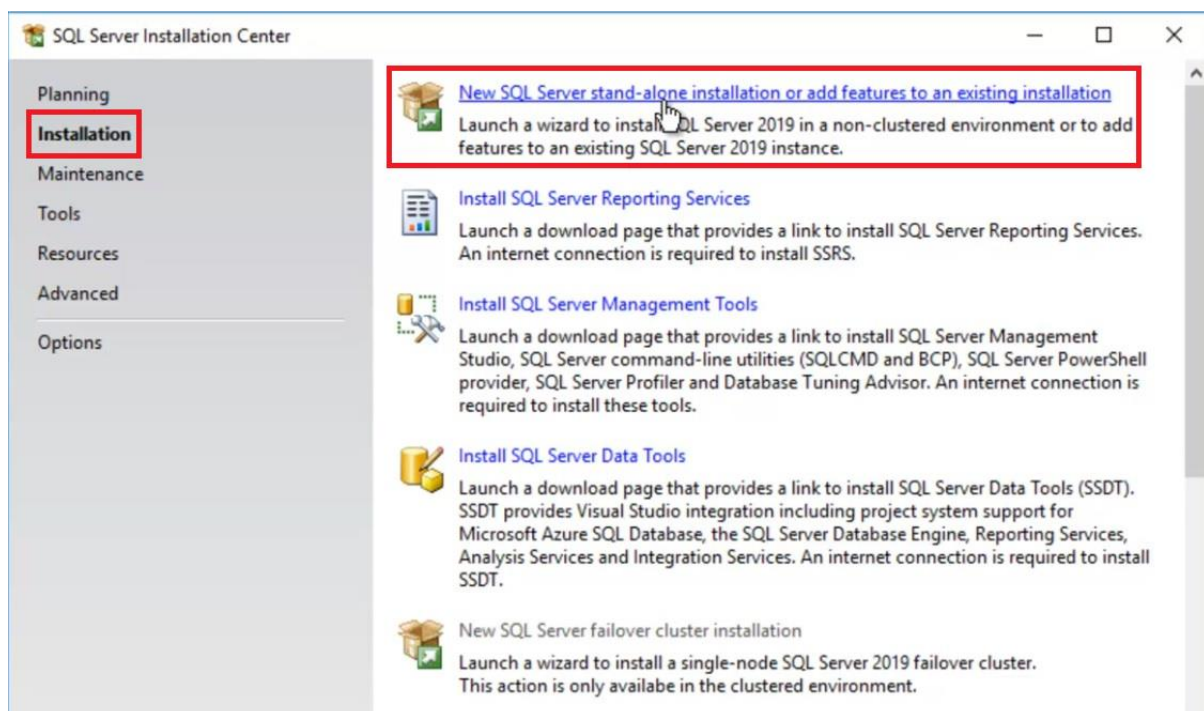 SQL Server Installation Center
Planning
Installation
Maintenance
Tools
Resources
Advanced
Options
New SQL Server stand-alone installation or add features to an existing installation
Launch a wizard to install SQL Server 2019 in a non-clustered environment or to add
features to an existing SQL Server 2019 instance.
Install SQL Server Reporting Services
Launch a download page that provides a link to install SQL Server Reporting Services.
An internet connection is required to install SSRS.
Install SQL Server Management Tools
Launch a download page that provides a link to install SQL Server Management
Studio, SQL Server command-line utilities (SQLCMD and BCP), SQL Server PowerShell
provider, SQL Server Profiler and Database Tuning Advisor. An internet connection is
required to install these tools.
Install SQL Server Data Tools
Launch a download page that provides a link to install SQL Server Data Tools (SSDT).
SSDT provides Visual Studio integration including project system support for
Microsoft Azure SQL Database, the SQL Server Database Engine, Reporting Services,
Analysis Services and Integration Services. An internet connection is required to install
SSDT.
New SQL Server failover cluster installation
Launch a wizard to install a single-node SQL Server 2019 failover cluster.
This action is only availabe in the clustered environment.